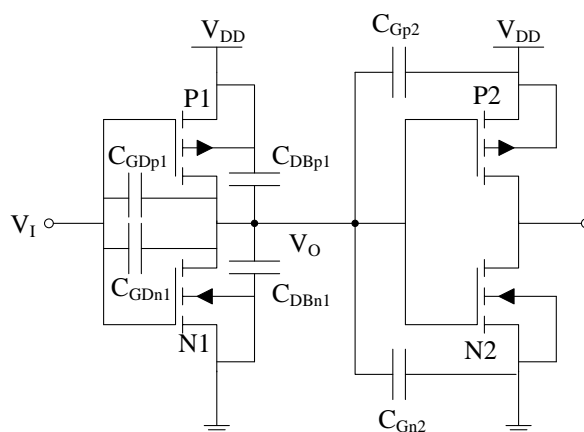 V_DD
C_Gp2
V_DD
P1
P2
C_GDp1
C_DBp1
V_I
V_O
C_GDn1
C_DBn1
N1
N2
C_Gn2